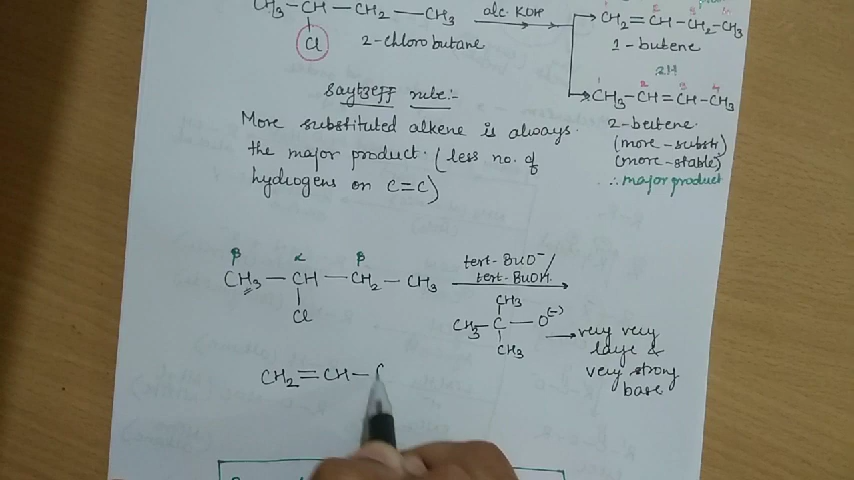 CH3-CH-CH2-CH3 alc. KOH CH2=CH-CH2-CH3
Cl 2-chlorobutane 1-butene
2H
CH3-CH=CH-CH3
Saytzeff rule:-
More substituted alkene is always 2-butene
the major product. (less no. of (more-substi)
hydrogens on C=C) (more-stable)
∴ major product
β α β
CH3-CH-CH2-CH3 tert-BuO-/
Cl tert-BuOH
CH3
CH3-C-O(-) → very very
CH3 large &
very strong
base
CH2=CH-